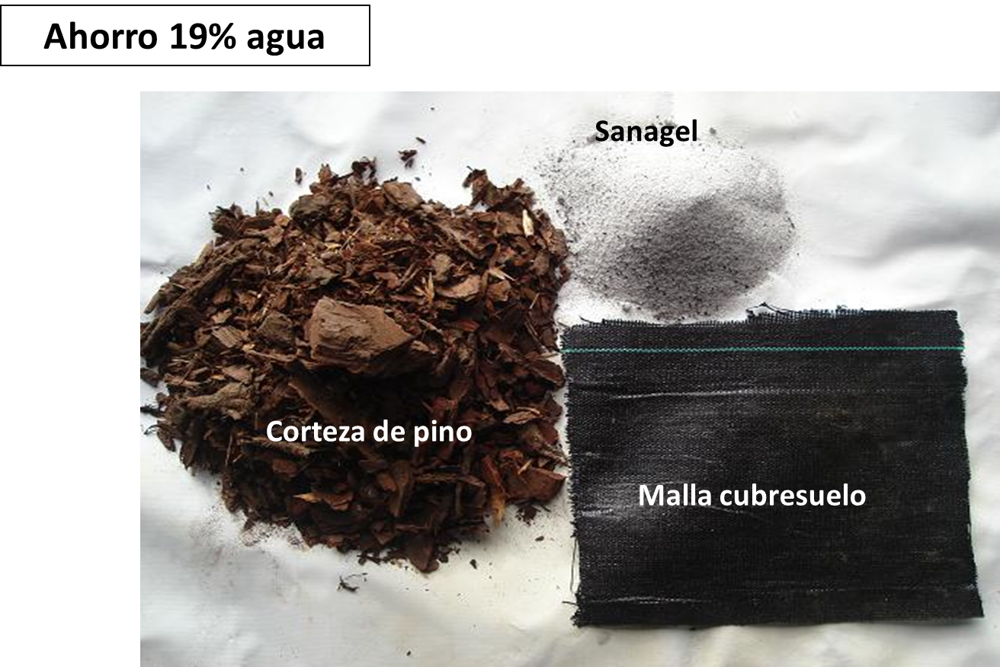 Ahorro 19% agua
Sanagel
Corteza de pino
Malla cubresuelo